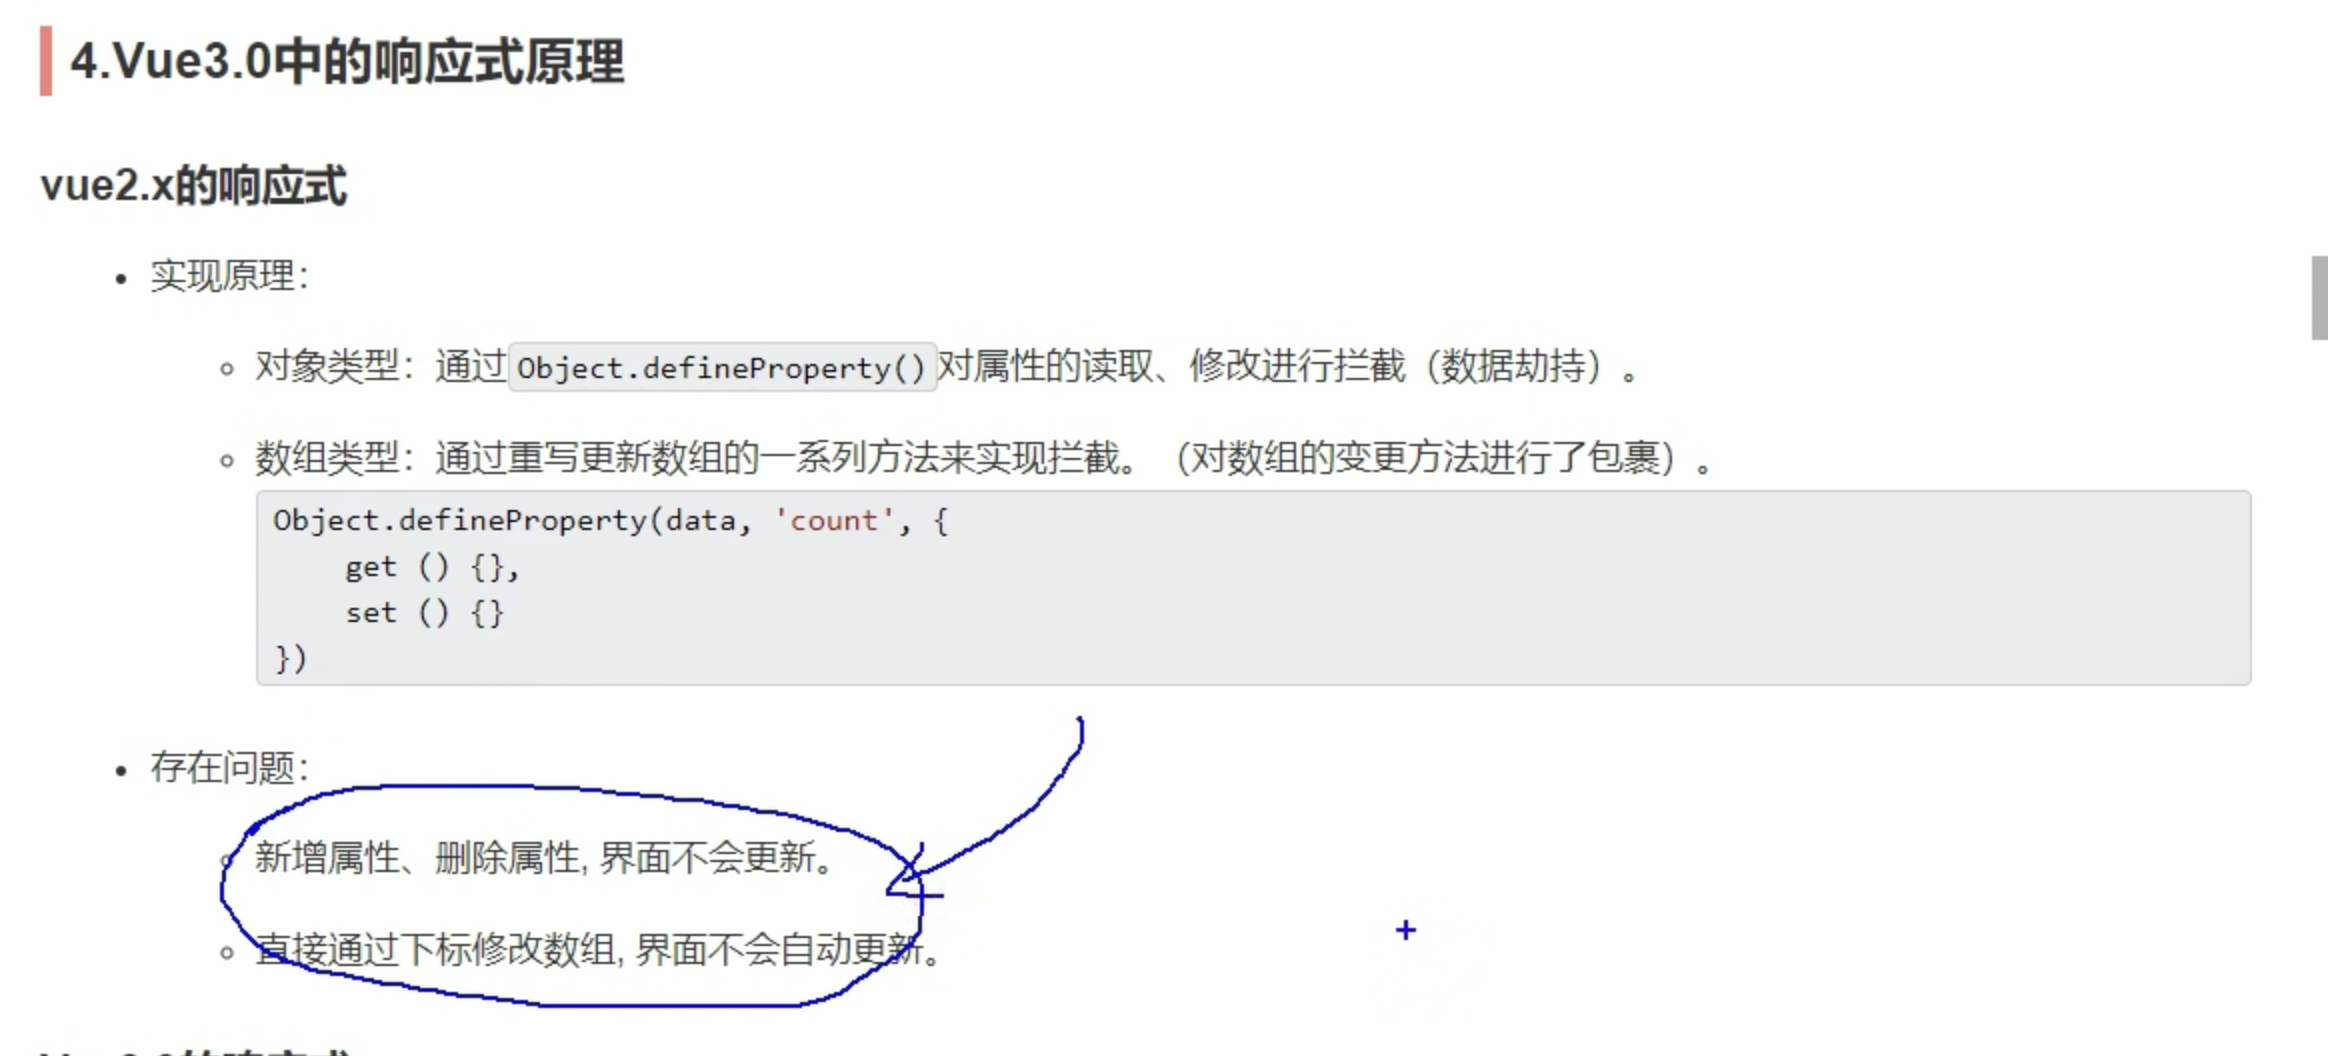 4.Vue3.0中的响应式原理
vue2.x的响应式
实现原理：
对象类型：通过Object.defineProperty()对属性的读取、修改进行拦截（数据劫持）。
数组类型：通过重写更新数组的一系列方法来实现拦截。（对数组的变更方法进行了包裹）。
Object.defineProperty(data, 'count', {
    get () {},
    set () {}
})
存在问题：
新增属性、删除属性, 界面不会更新。
直接通过下标修改数组, 界面不会自动更新。